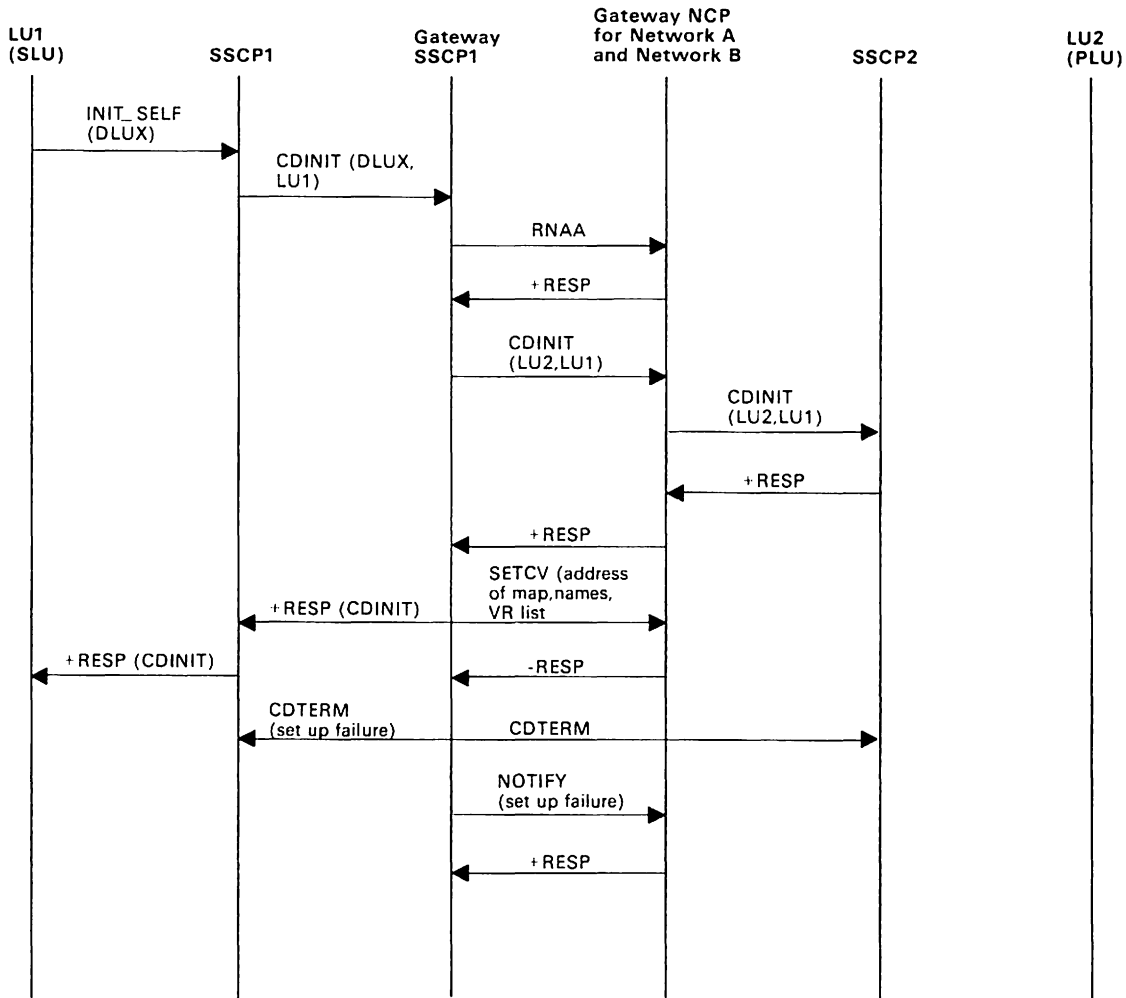 LU1
(SLU)
SSCP1
Gateway
SSCP1
Gateway NCP
for Network A
and Network B
SSCP2
LU2
(PLU)
INIT_SELF
(DLUX)
CDINIT (DLUX,
LU1)
RNAA
+RESP
CDINIT
(LU2,LU1)
CDINIT
(LU2,LU1)
+RESP
+RESP
SETCV (address
of map,names,
VR list
+RESP (CDINIT)
+RESP (CDINIT)
-RESP
CDTERM
(set up failure)
CDTERM
NOTIFY
(set up failure)
+RESP